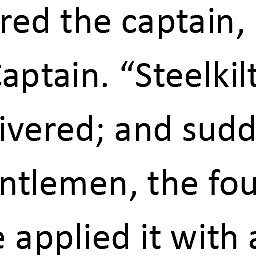 red the captain,
Captain. “Steelkilt
ivered; and sudd
ntlemen, the fou
e applied it with a